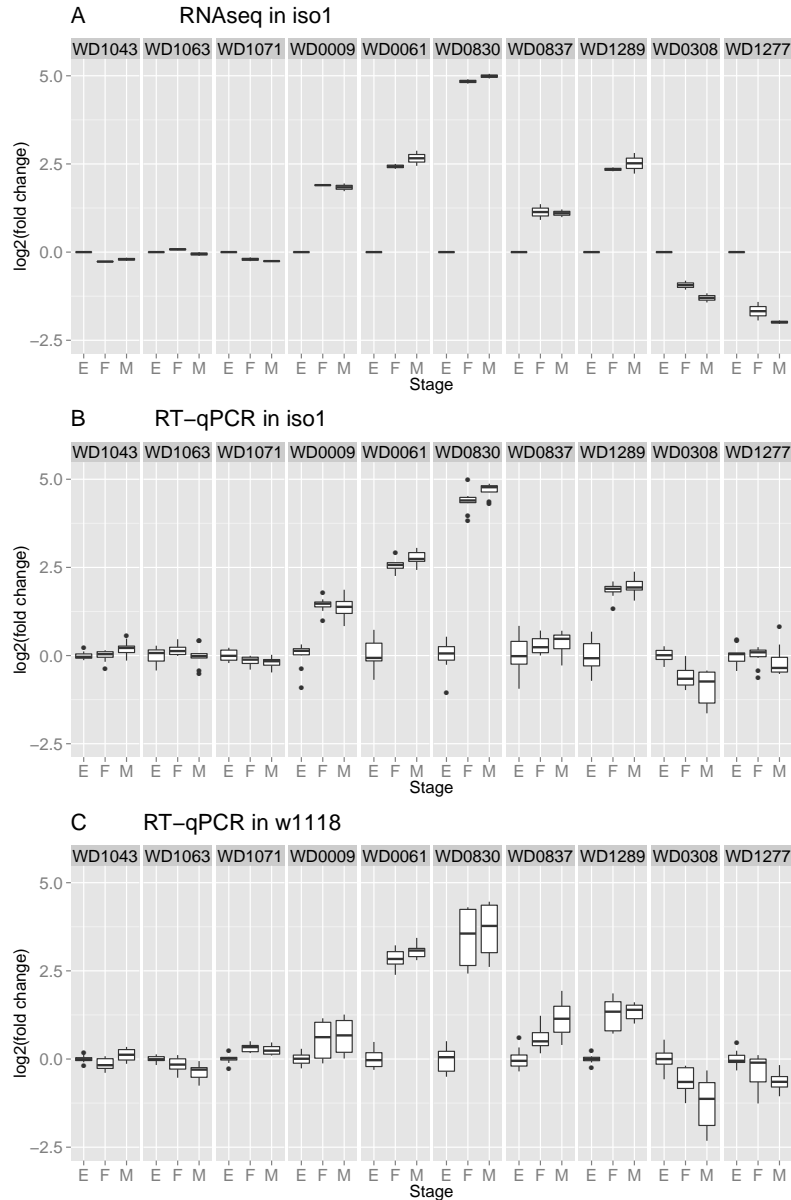 A RNAseq in iso1
WD1043 WD1063 WD1071 WD0009 WD0061 WD0830 WD0837 WD1289 WD0308 WD1277
5.0
2.5
0.0
−2.5
log2(fold change)
E F M E F M E F M E F M E F M E F M E F M E F M E F M E F M
Stage
B RT−qPCR in iso1
WD1043 WD1063 WD1071 WD0009 WD0061 WD0830 WD0837 WD1289 WD0308 WD1277
5.0
2.5
0.0
−2.5
log2(fold change)
E F M E F M E F M E F M E F M E F M E F M E F M E F M E F M
Stage
C RT−qPCR in w1118
WD1043 WD1063 WD1071 WD0009 WD0061 WD0830 WD0837 WD1289 WD0308 WD1277
5.0
2.5
0.0
−2.5
log2(fold change)
E F M E F M E F M E F M E F M E F M E F M E F M E F M E F M
Stage